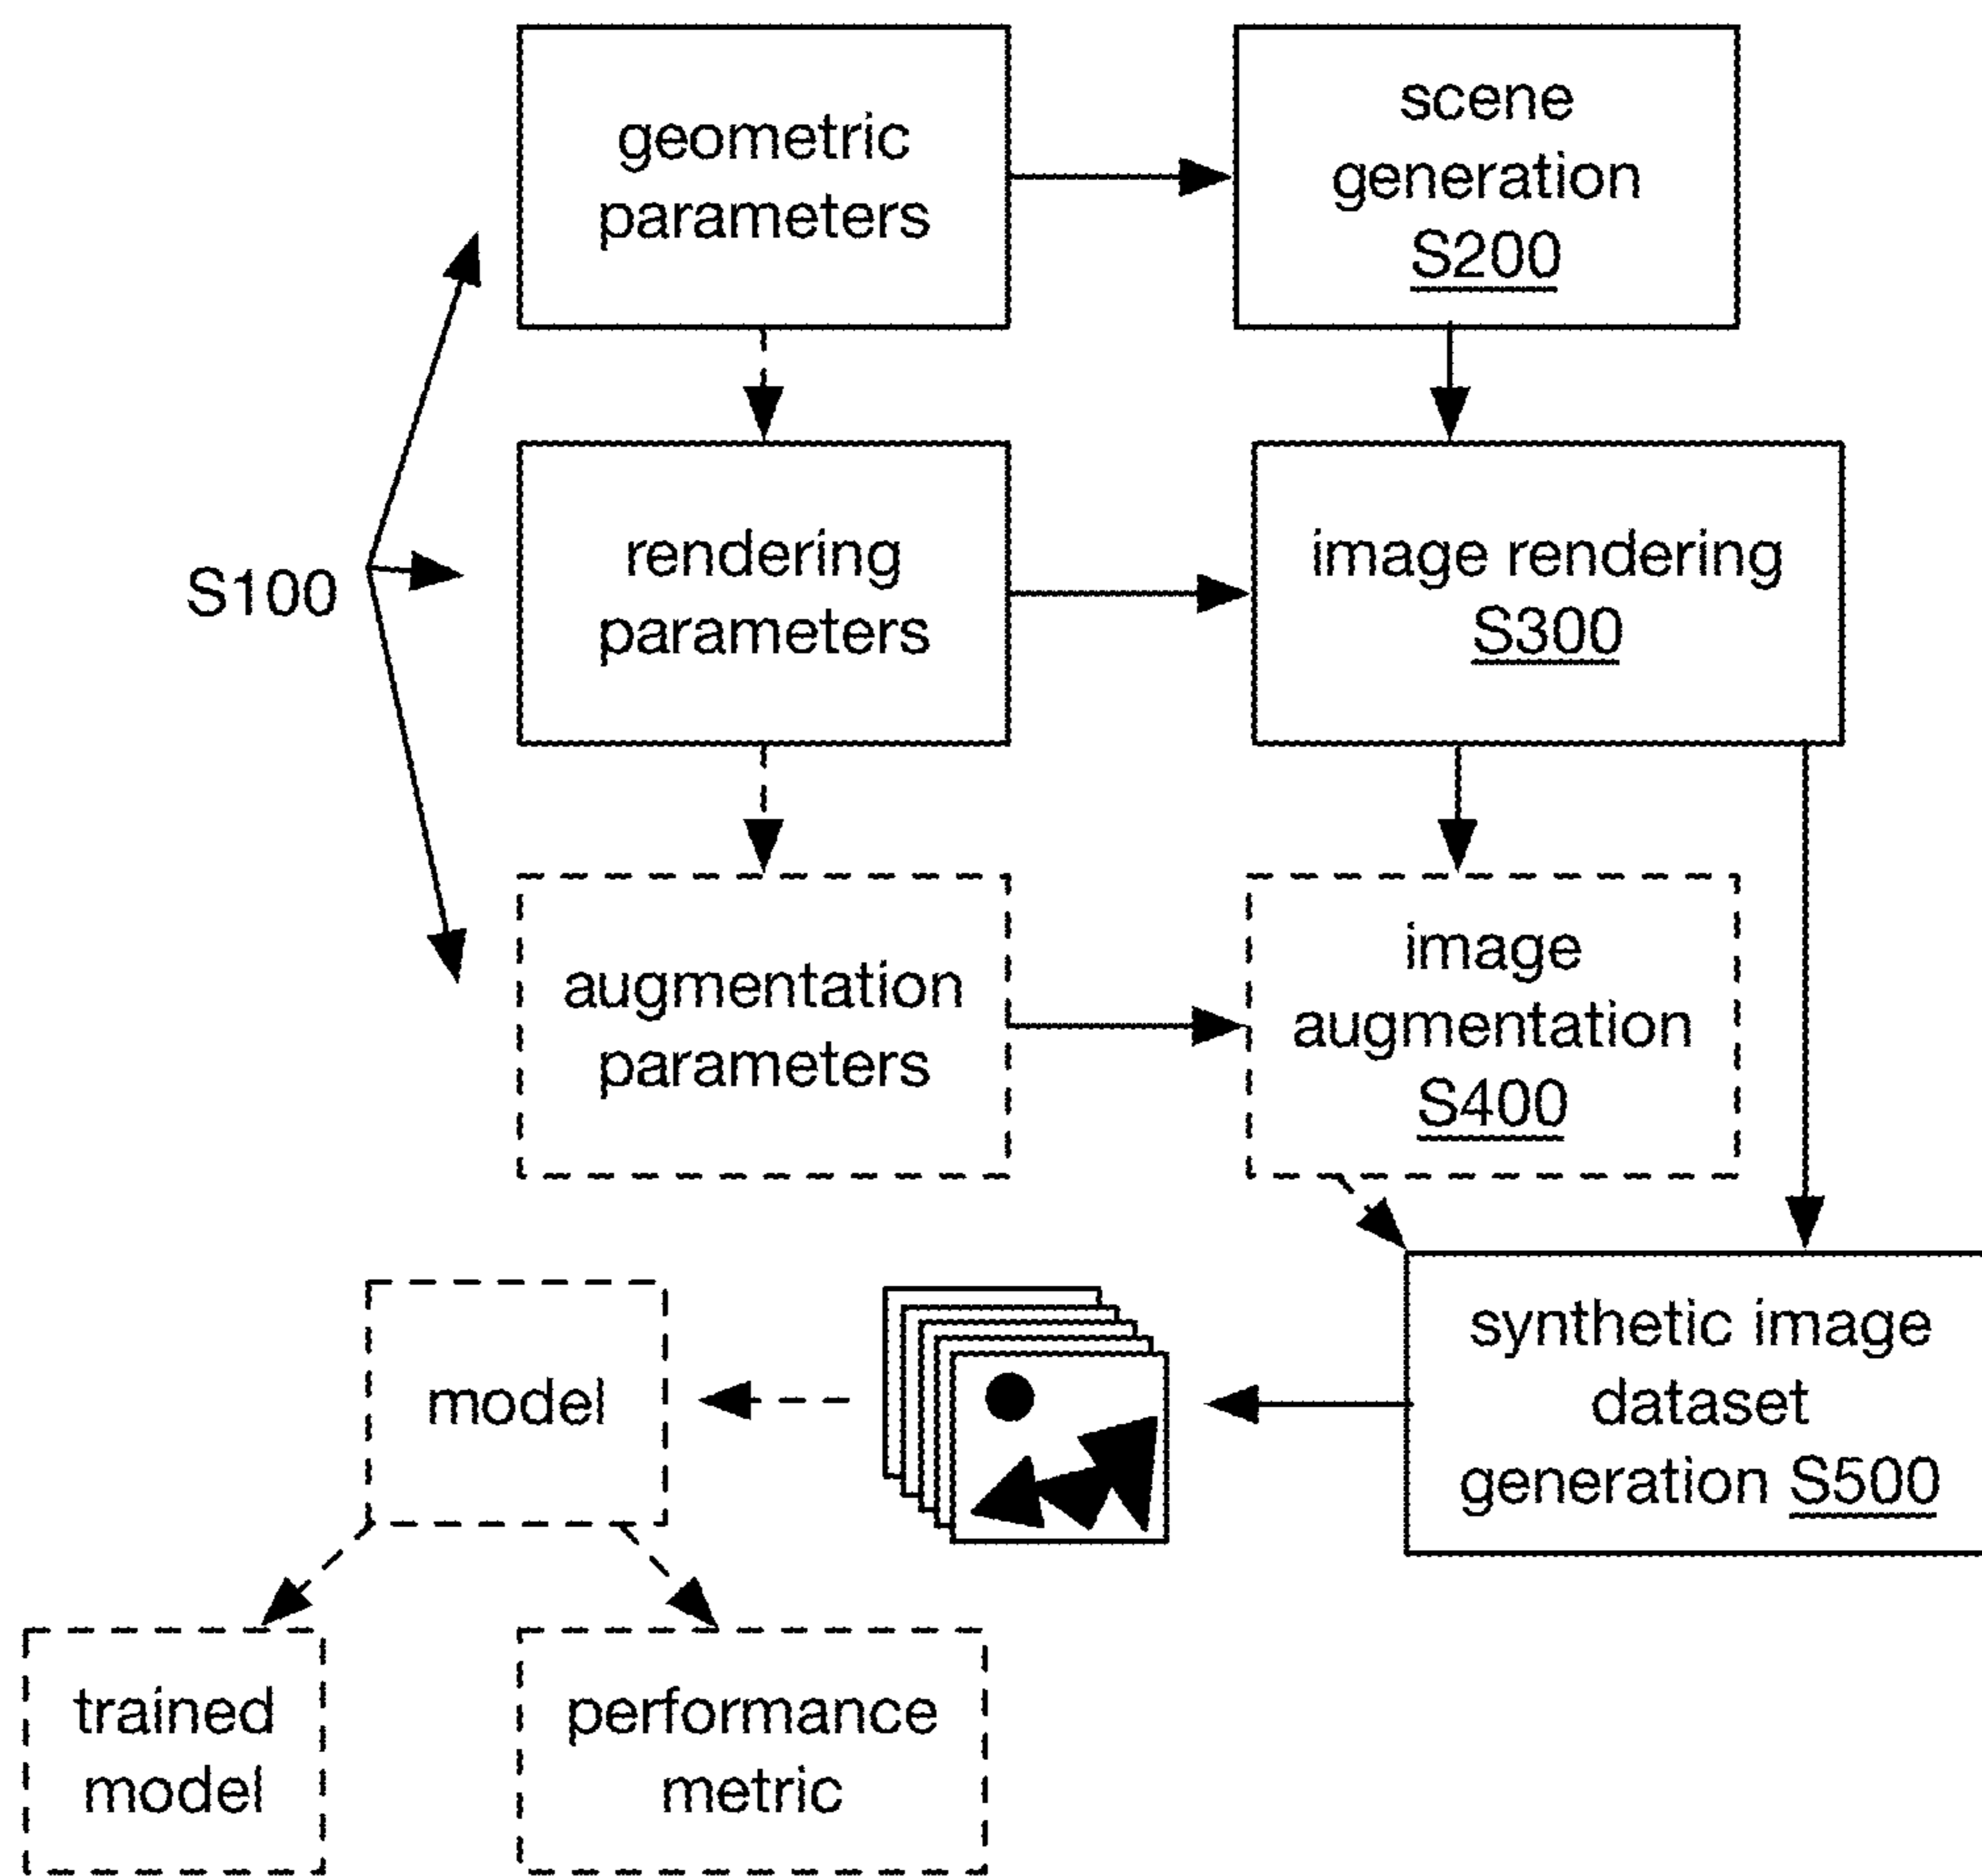 geometric
parameters
scene
generation
S200
S100
rendering
parameters
image rendering
S300
augmentation
parameters
image
augmentation
S400
model
synthetic image
dataset
generation S500
trained
model
performance
metric